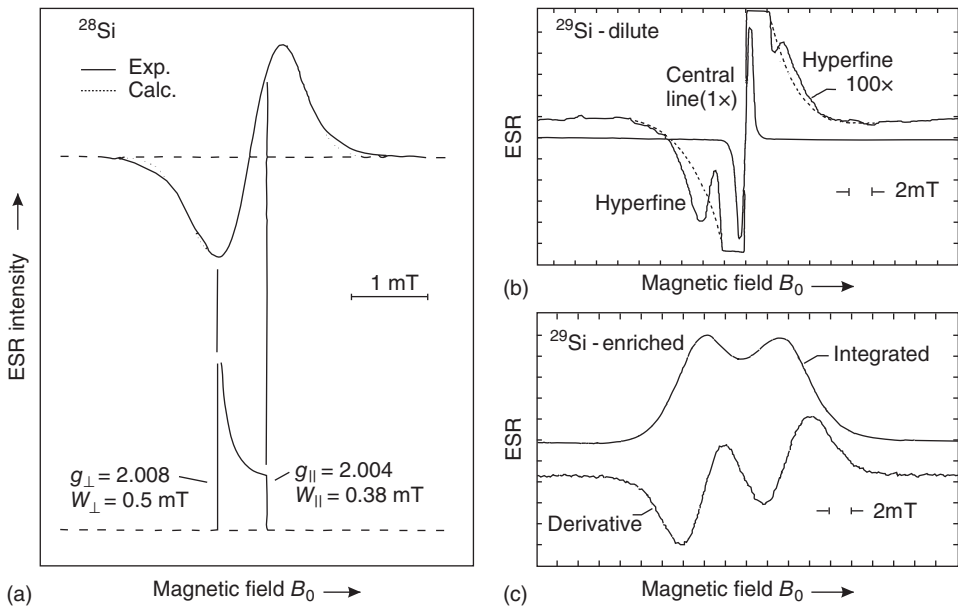 ²⁸Si
Exp.
Calc.
1 mT
g⊥ = 2.008
W⊥ = 0.5 mT
g|| = 2.004
W|| = 0.38 mT
ESR intensity
(a)
Magnetic field B₀
²⁹Si - dilute
Central
line(1×)
Hyperfine
100×
Hyperfine
2mT
ESR
(b)
Magnetic field B₀
²⁹Si - enriched
Integrated
Derivative
2mT
ESR
(c)
Magnetic field B₀